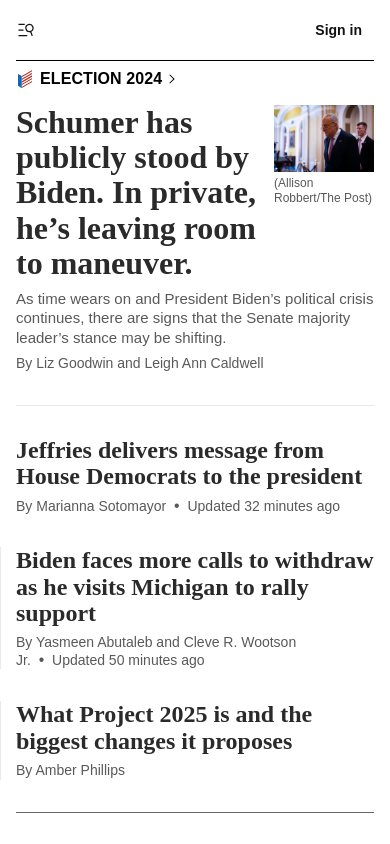 Sign in
ELECTION 2024
Schumer has
publicly stood by
Biden. In private,
he’s leaving room
to maneuver.
(Allison
Robbert/The Post)
As time wears on and President Biden’s political crisis
continues, there are signs that the Senate majority
leader’s stance may be shifting.
By Liz Goodwin and Leigh Ann Caldwell
Jeffries delivers message from
House Democrats to the president
By Marianna Sotomayor • Updated 32 minutes ago
Biden faces more calls to withdraw
as he visits Michigan to rally
support
By Yasmeen Abutaleb and Cleve R. Wootson
Jr. • Updated 50 minutes ago
What Project 2025 is and the
biggest changes it proposes
By Amber Phillips